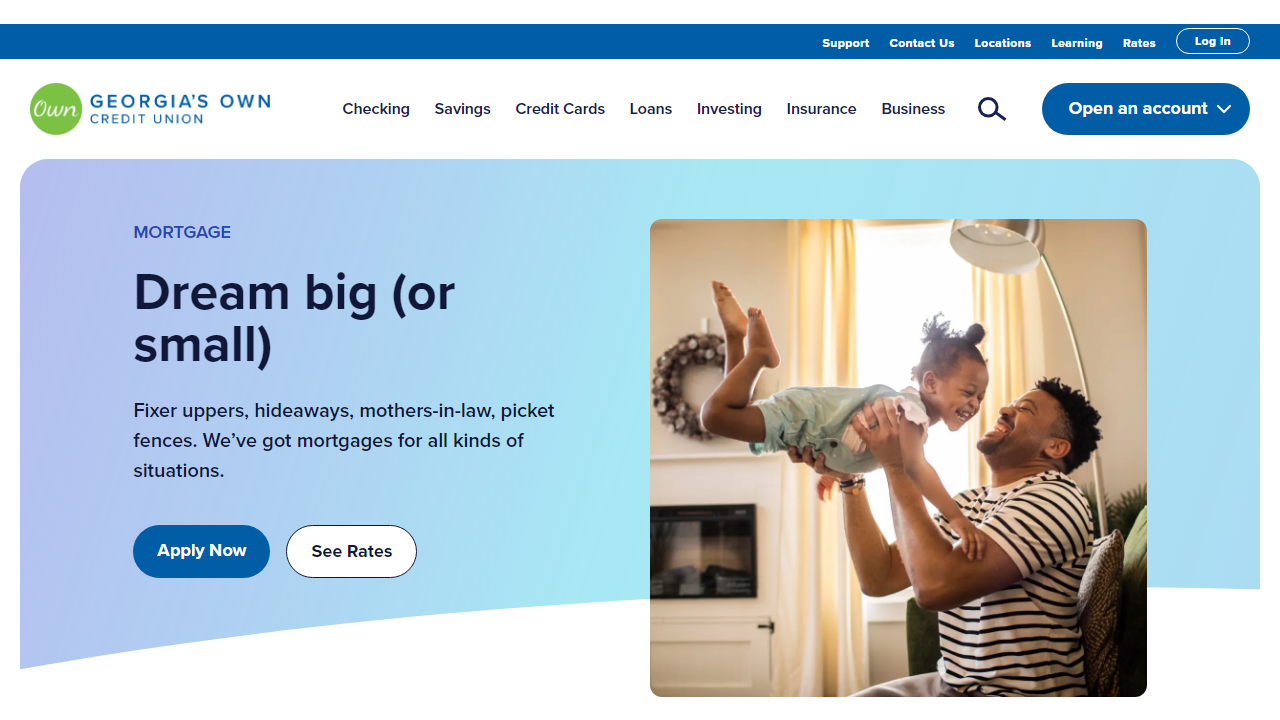 Support Contact Us Locations Learning Rates Log In
Own GEORGIA'S OWN
CREDIT UNION
Checking Savings Credit Cards Loans Investing Insurance Business Open an account
MORTGAGE
Dream big (or
small)
Fixer uppers, hideaways, mothers-in-law, picket
fences. We’ve got mortgages for all kinds of
situations.
Apply Now See Rates